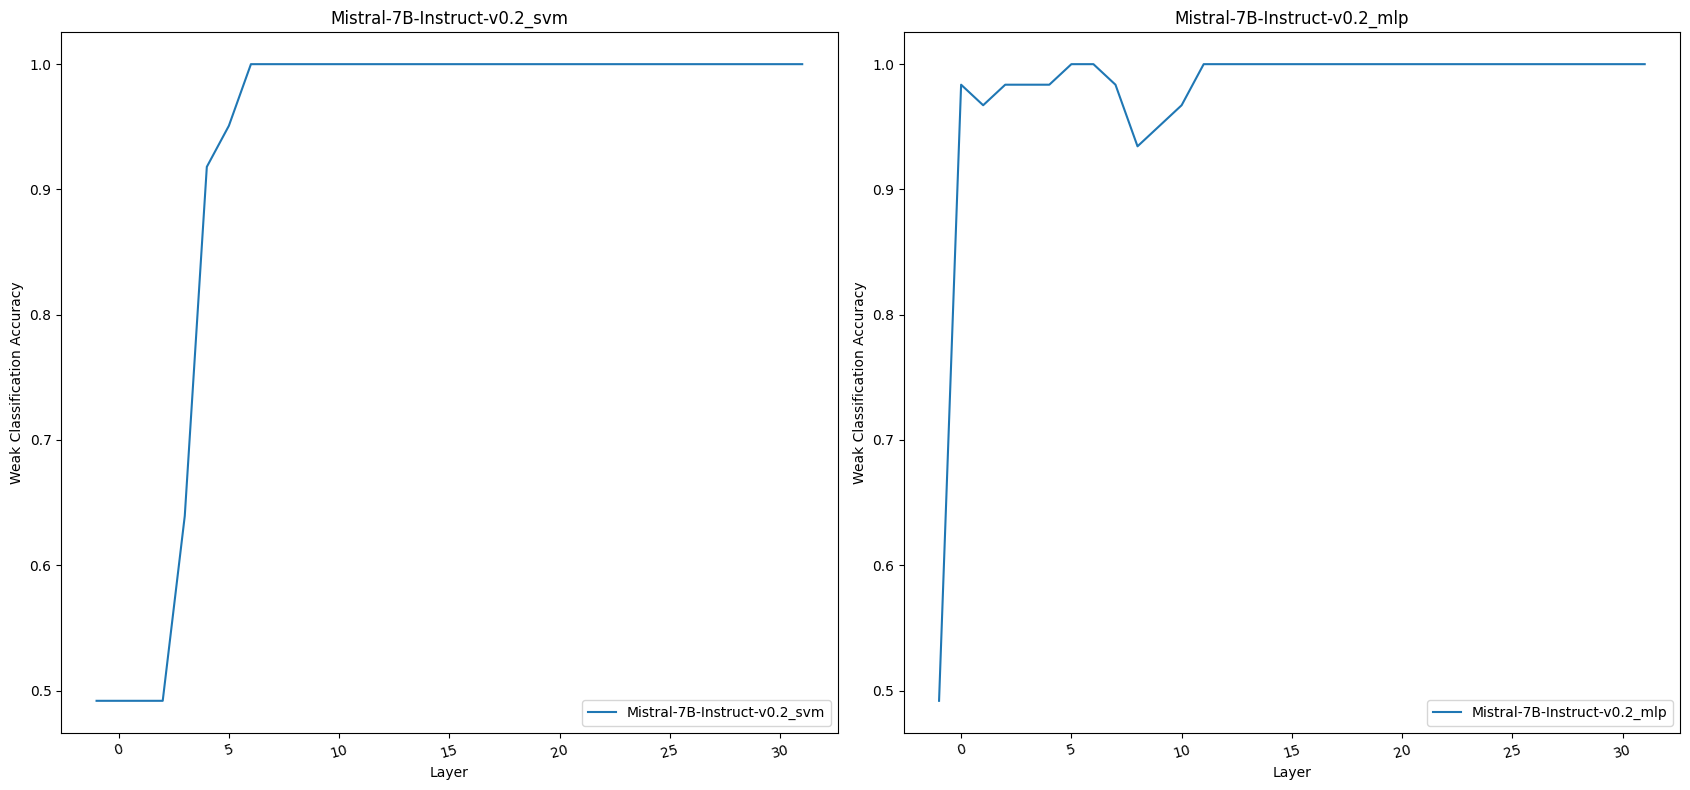 Mistral-7B-Instruct-v0.2_svm
1.0
0.9
0.8
0.7
0.6
0.5
Weak Classification Accuracy
0 5 10 15 20 25 30
Layer
Mistral-7B-Instruct-v0.2_svm
Mistral-7B-Instruct-v0.2_mlp
1.0
0.9
0.8
0.7
0.6
0.5
Weak Classification Accuracy
0 5 10 15 20 25 30
Layer
Mistral-7B-Instruct-v0.2_mlp